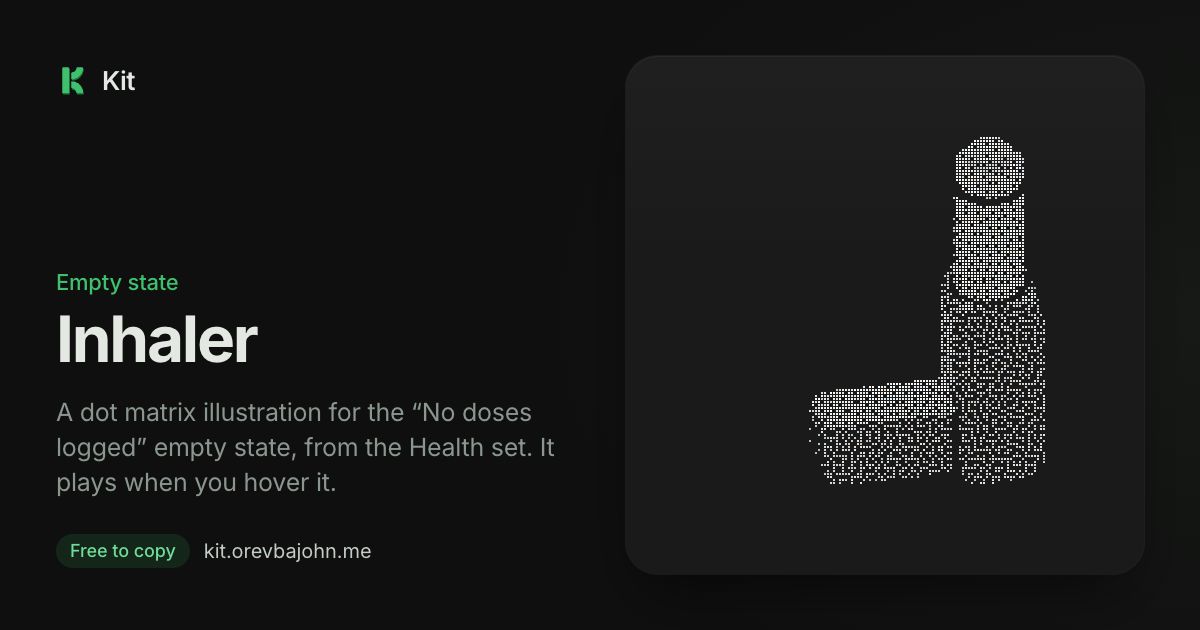 Kit
Empty state
Inhaler
A dot matrix illustration for the “No doses
logged” empty state, from the Health set. It
plays when you hover it.
Free to copy
kit.orevbajohn.me